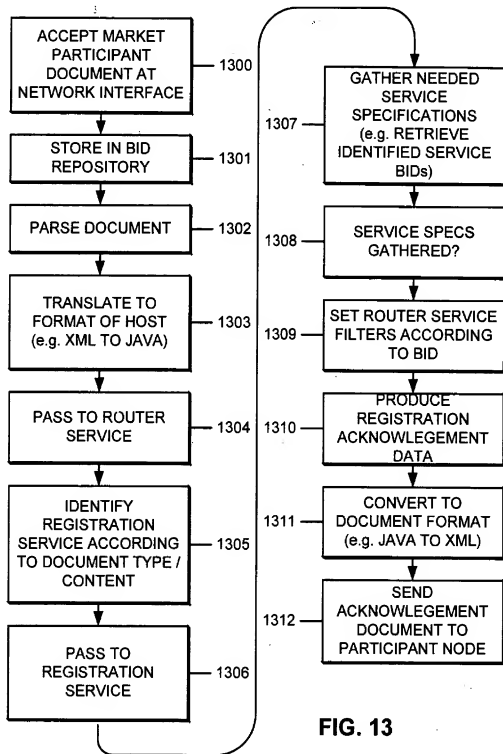 ACCEPT MARKET
PARTICIPANT
DOCUMENT AT
NETWORK INTERFACE
1300
STORE IN BID
REPOSITORY
1301
PARSE DOCUMENT
1302
TRANSLATE TO
FORMAT OF HOST
(e.g. XML TO JAVA)
1303
PASS TO ROUTER
SERVICE
1304
IDENTIFY
REGISTRATION
SERVICE ACCORDING
TO DOCUMENT TYPE /
CONTENT
1305
PASS TO
REGISTRATION
SERVICE
1306
GATHER NEEDED
SERVICE
SPECIFICATIONS
(e.g. RETRIEVE
IDENTIFIED SERVICE
BIDs)
1307
SERVICE SPECS
GATHERED?
1308
SET ROUTER SERVICE
FILTERS ACCORDING
TO BID
1309
PRODUCE
REGISTRATION
ACKNOWLEGEMENT
DATA
1310
CONVERT TO
DOCUMENT FORMAT
(e.g. JAVA TO XML)
1311
SEND
ACKNOWLEGEMENT
DOCUMENT TO
PARTICIPANT NODE
1312
FIG. 13